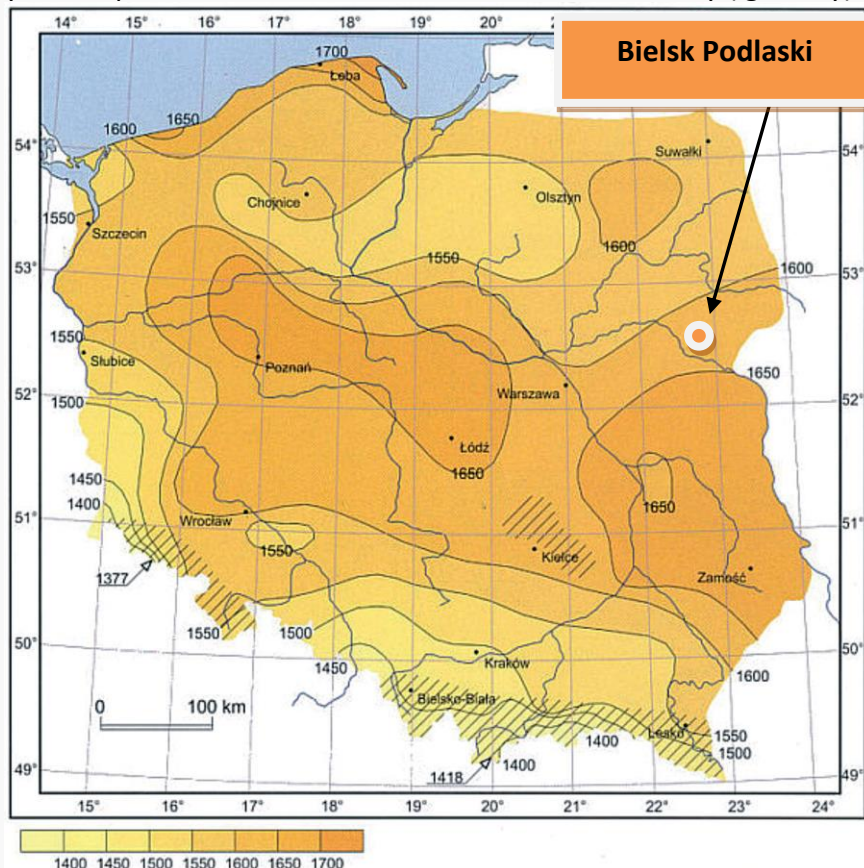 14° 15° 16° 17° 18° 19° 20° 21° 2
Bielsk Podlaski
1700
Łeba
1650
1600
54°
54°
Suwałki
Chojnice
Olsztyn
1550
Szczecin
1600
1550
53°
1600
53°
1550
Słubice
Poznań
1650
52°
Warszawa
52°
1500
Łódź
1650
1450
1650
1400
51°
Wrocław
51°
1550
Kielce
Zamość
1377
50°
1550
1500
50°
1450
Kraków
1600
0 100 km
Bielsko-Biała
Lesko
1550
1400
1500
49°
1418
1400
49°
15° 16° 17° 18° 19° 20° 21° 22° 23° 24°
1400 1450 1500 1550 1600 1650 1700